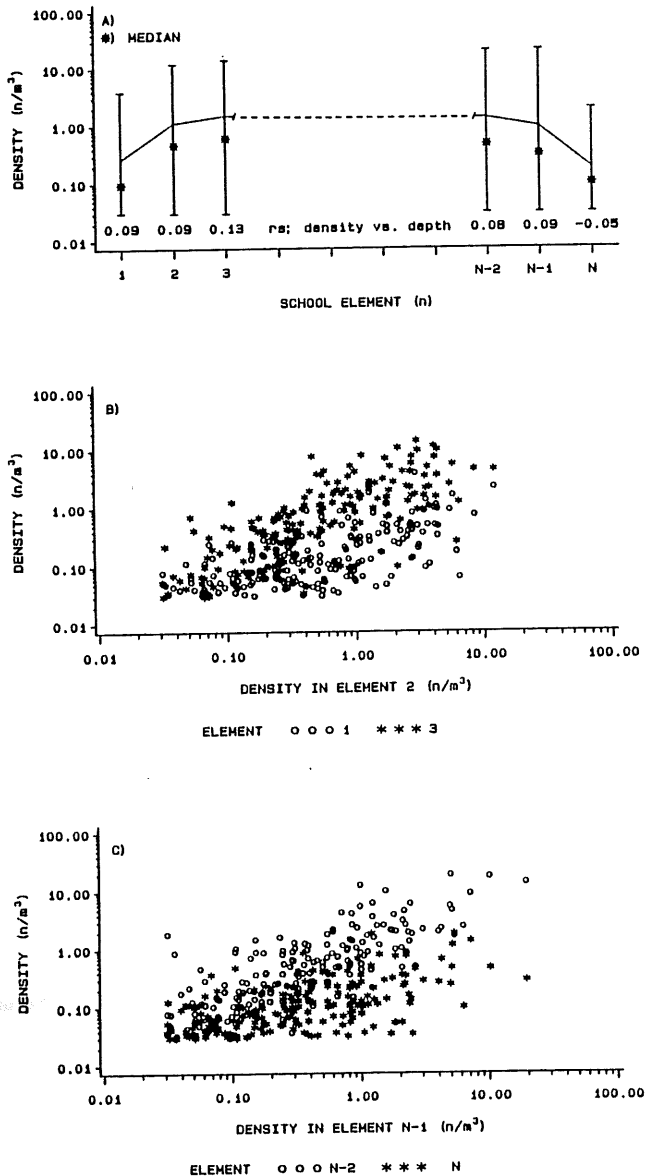 A)
✱) MEDIAN
DENSITY (n/m³)
100.00
10.00
1.00
0.10
0.01
0.09 0.09 0.13 rs; density vs. depth 0.08 0.09 -0.05
1 2 3 N-2 N-1 N
SCHOOL ELEMENT (n)
B)
DENSITY (n/m³)
100.00
10.00
1.00
0.10
0.01
0.01 0.10 1.00 10.00 100.00
DENSITY IN ELEMENT 2 (n/m³)
ELEMENT o o o 1 * * * 3
C)
DENSITY (n/m³)
100.00
10.00
1.00
0.10
0.01
0.01 0.10 1.00 10.00 100.00
DENSITY IN ELEMENT N-1 (n/m³)
ELEMENT o o o N-2 * * * N